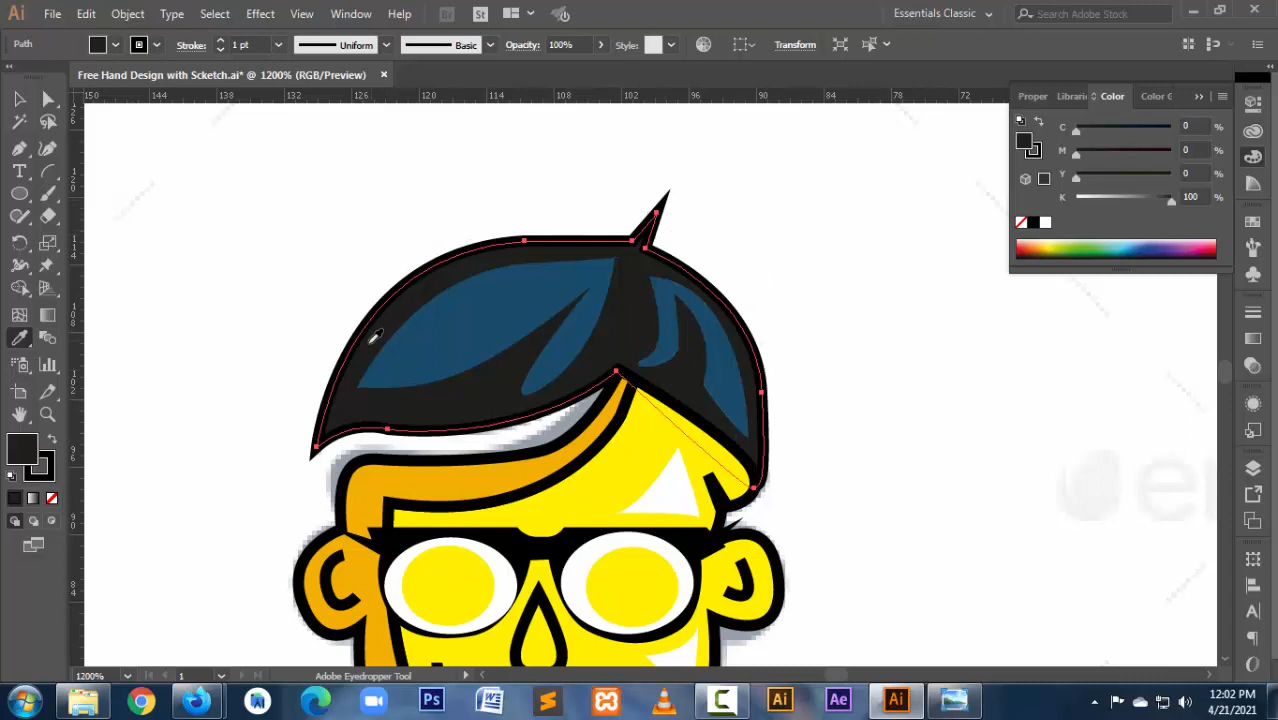 Ai File Edit Object Type Select Effect View Window Help Br St Essentials Classic Search Adobe Stock
Path Stroke: 1 pt Uniform Basic Opacity: 100% Style: Transform
Free Hand Design with Scketch.ai* @ 1200% (RGB/Preview) ×
150 144 138 132 126 120 114 108 102 96 90 84 78 72
Proper Librari Color Color G
C 0 %
M 0 %
Y 0 %
K 100 %
1200% 1 Adobe Eyedropper Tool
Ps W Ai Ae Ai
12:02 PM
4/21/2021